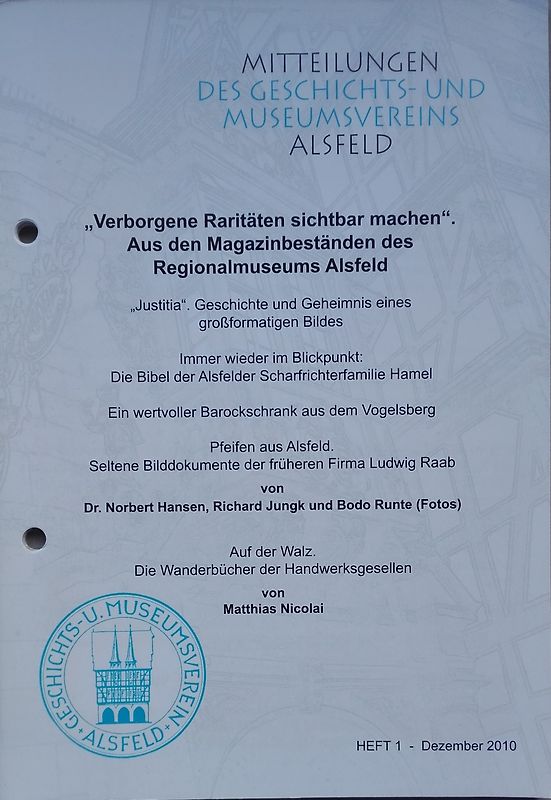 MITTEILUNGEN
DES GESCHICHTS- UND
MUSEUMSVEREINS
ALSFELD
„Verborgene Raritäten sichtbar machen“.
Aus den Magazinbeständen des
Regionalmuseums Alsfeld
„Justitia“. Geschichte und Geheimnis eines
großformatigen Bildes
Immer wieder im Blickpunkt:
Die Bibel der Alsfelder Scharfrichterfamilie Hamel
Ein wertvoller Barockschrank aus dem Vogelsberg
Pfeifen aus Alsfeld.
Seltene Bilddokumente der früheren Firma Ludwig Raab
von
Dr. Norbert Hansen, Richard Jungk und Bodo Runte (Fotos)
Auf der Walz.
Die Wanderbücher der Handwerksgesellen
von
Matthias Nicolai
GESCHICHTS- U. MUSEUMSVEREIN
ALSFELD
HEFT 1 - Dezember 2010